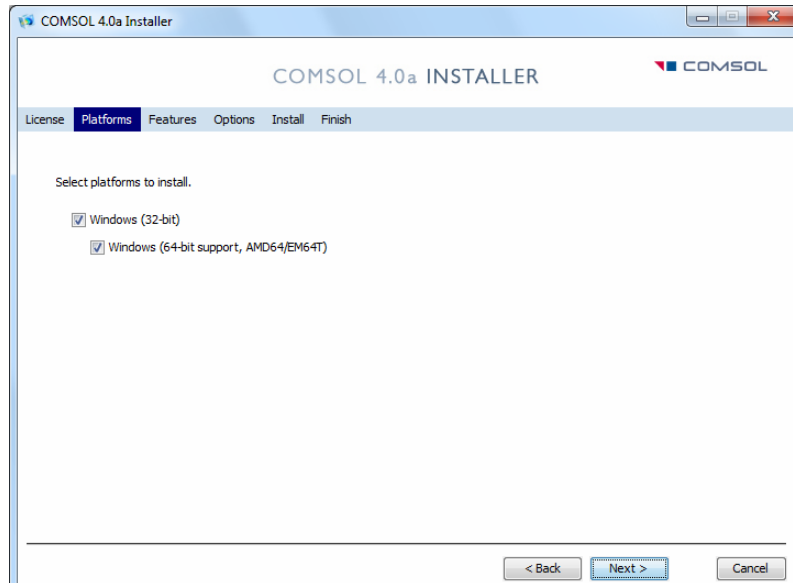 COMSOL 4.0a Installer
COMSOL 4.0a INSTALLER
COMSOL
License Platforms Features Options Install Finish
Select platforms to install.
Windows (32-bit)
Windows (64-bit support, AMD64/EM64T)
< Back Next > Cancel